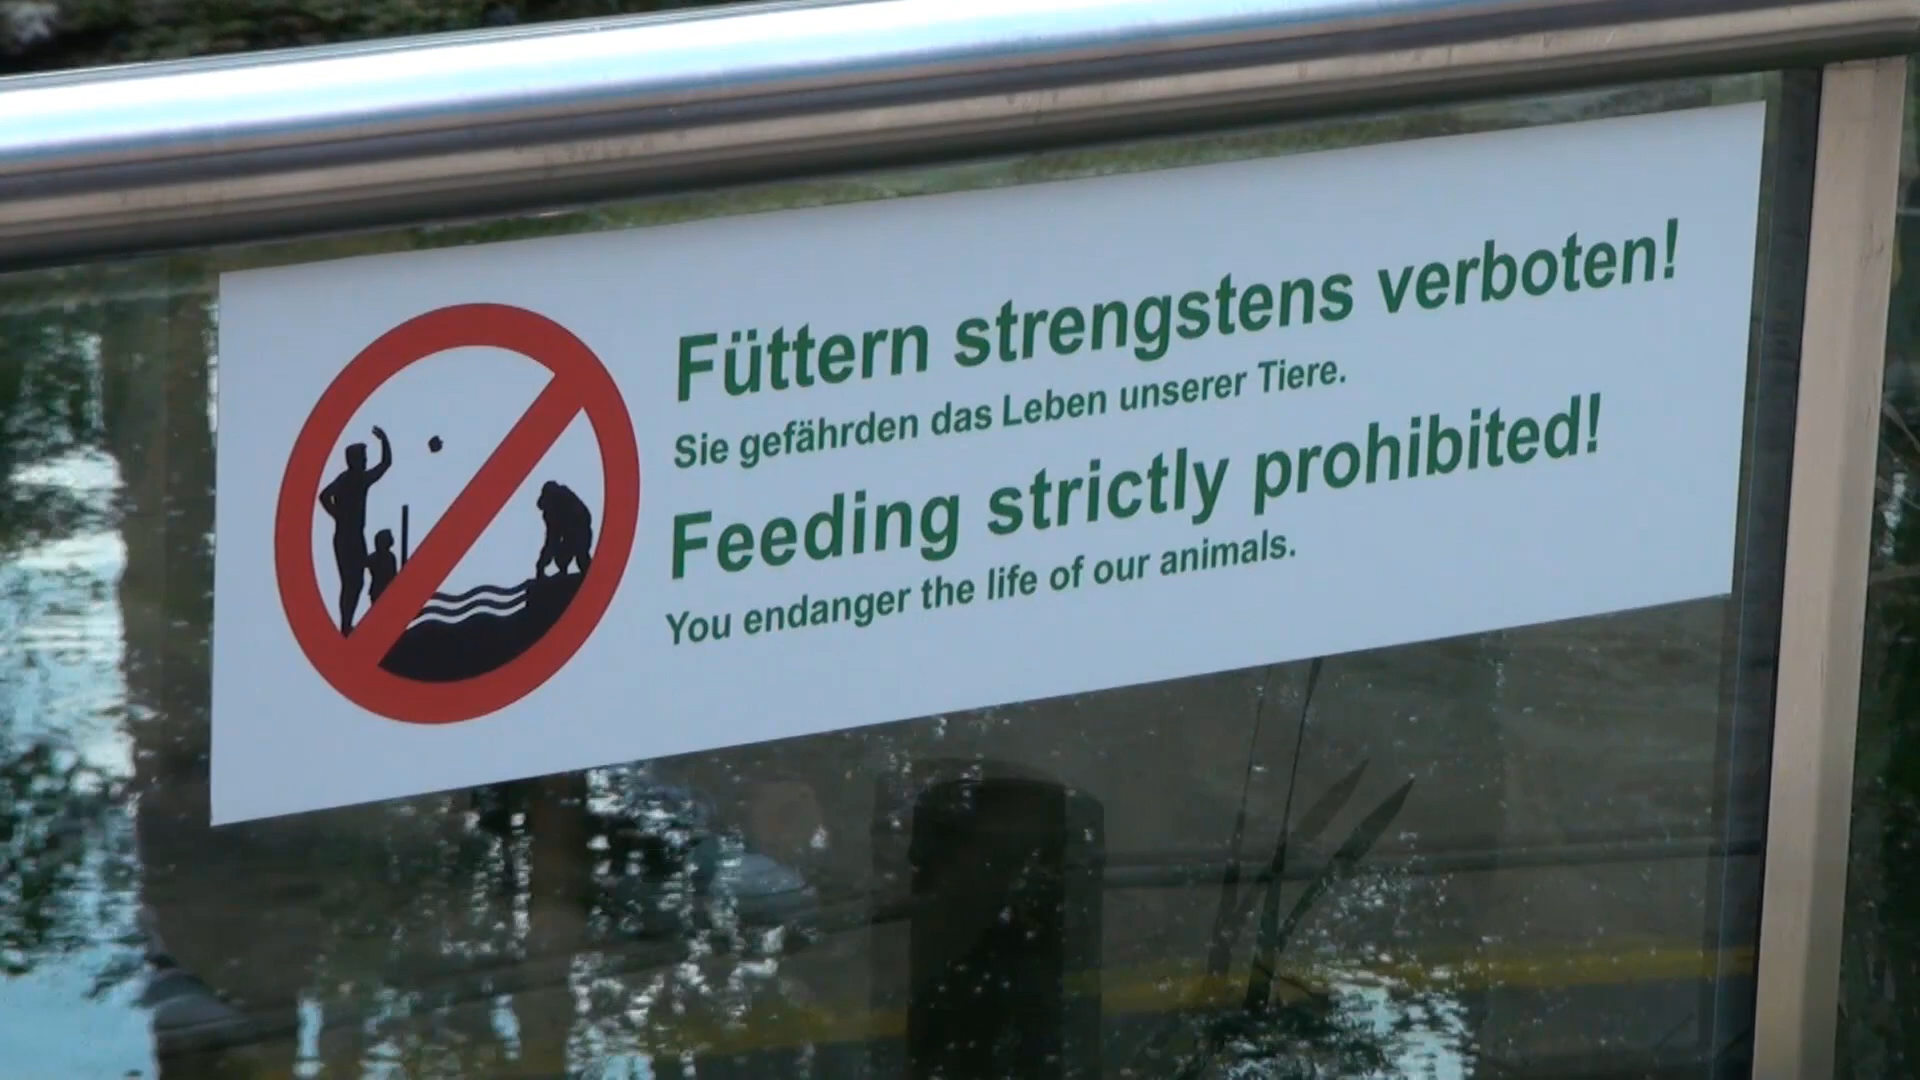 Füttern strengstens verboten!
Sie gefährden das Leben unserer Tiere.
Feeding strictly prohibited!
You endanger the life of our animals.